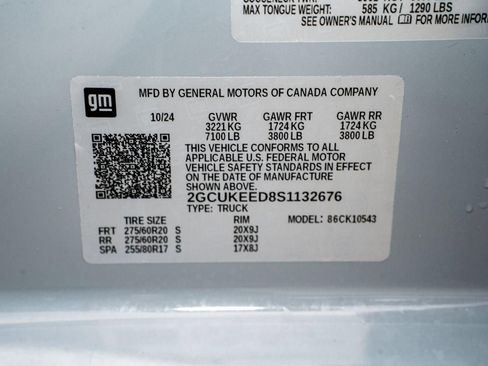 MAX TONGUE WEIGHT: 585 KG / 1290 LBS
SEE OWNER'S MANUAL FOR MORE INFOR
gm
MFD BY GENERAL MOTORS OF CANADA COMPANY
10/24 GVWR GAWR FRT GAWR RR
3221 KG 1724 KG 1724 KG
7100 LB 3800 LB 3800 LB
THIS VEHICLE CONFORMS TO ALL
APPLICABLE U.S. FEDERAL MOTOR
VEHICLE SAFETY STANDARDS IN EFFECT
ON THE DATE OF MANUFACTURE
SHOWN ABOVE.
2GCUKEED8S1132676
TYPE: TRUCK
TIRE SIZE RIM MODEL: 86CK10543
FRT 275/60R20 S 20X9J
RR 275/60R20 S 20X9J
SPA 255/80R17 S 17X8J